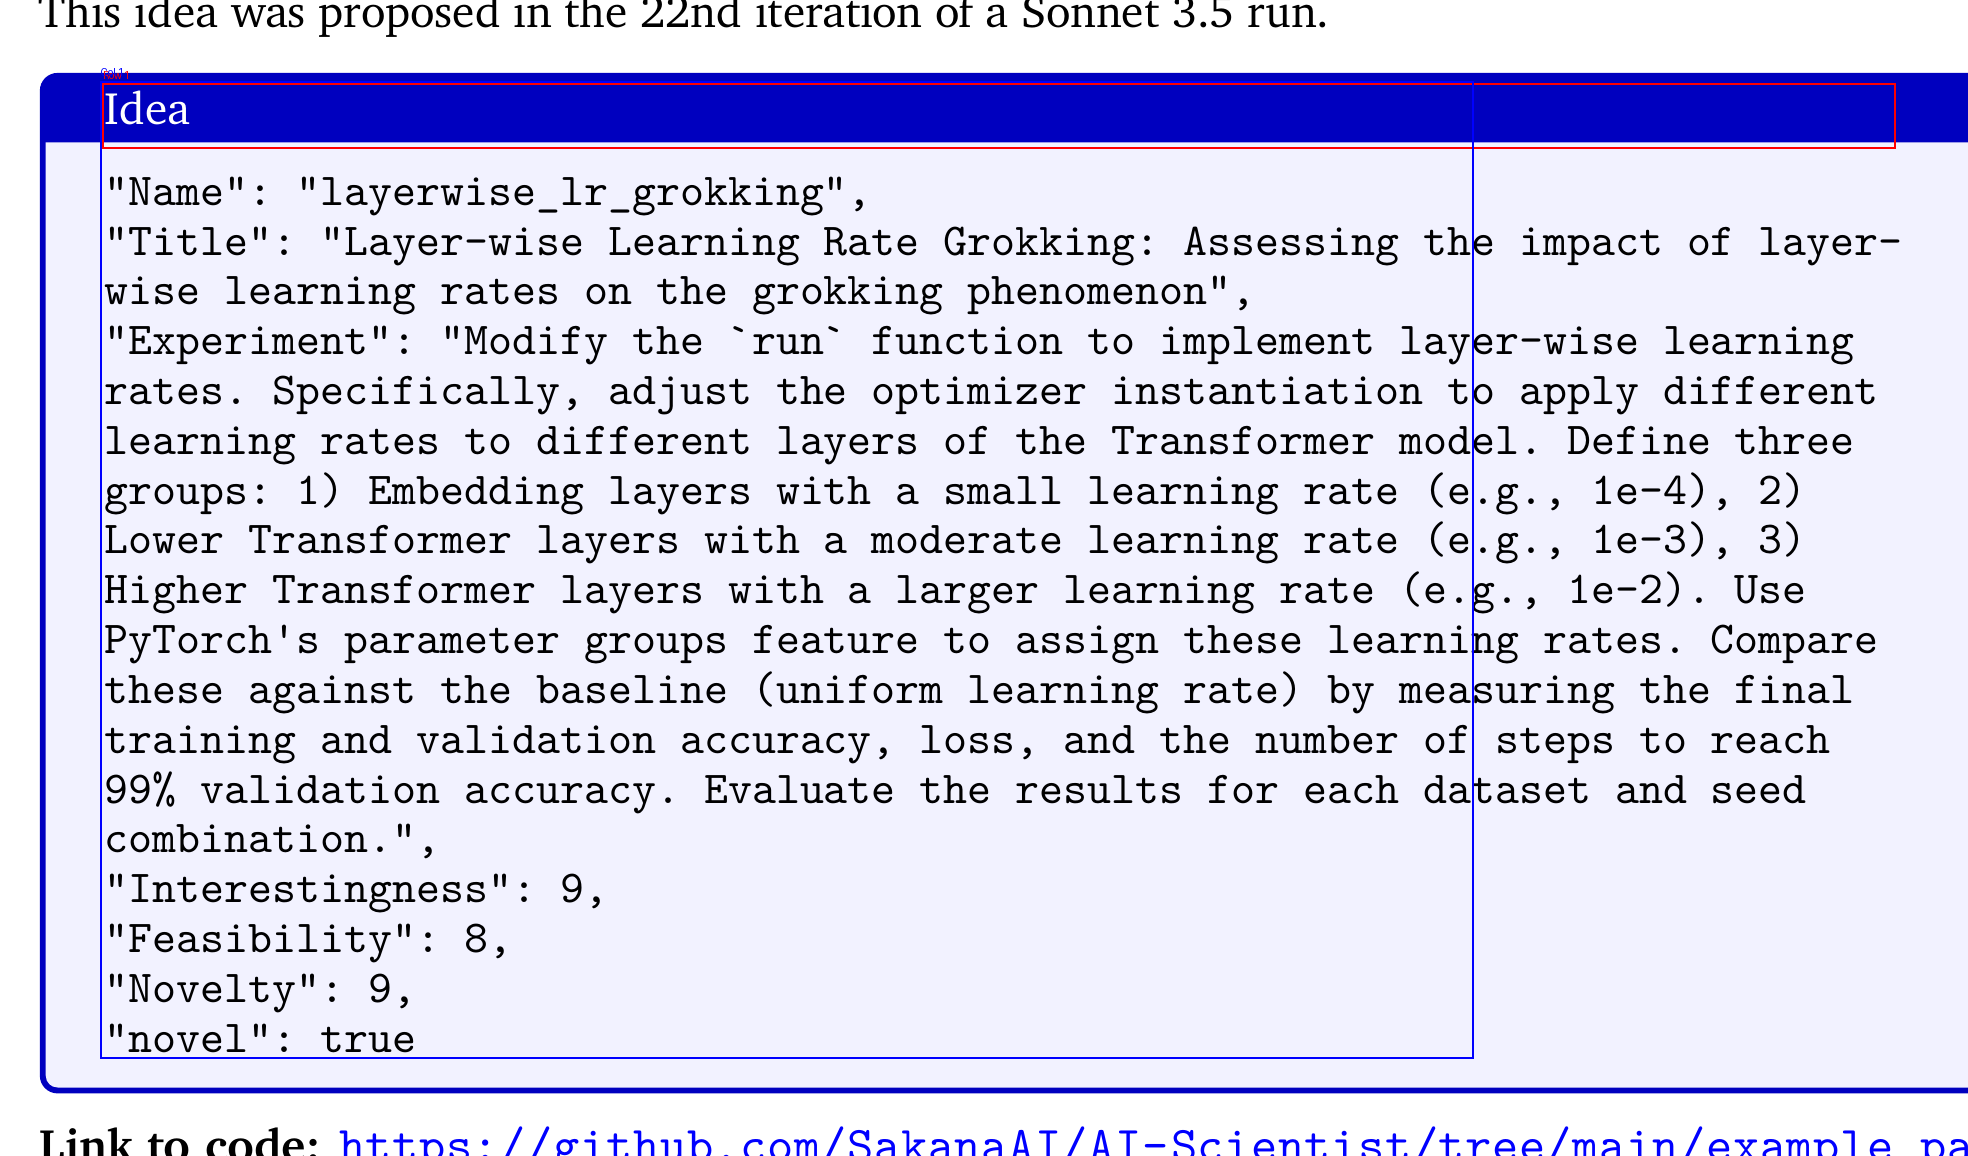 This idea was proposed in the 22nd iteration of a Sonnet 3.5 run.
Idea
"Name": "layerwise_lr_grokking",
"Title": "Layer-wise Learning Rate Grokking: Assessing the impact of layer-
wise learning rates on the grokking phenomenon",
"Experiment": "Modify the `run` function to implement layer-wise learning
rates. Specifically, adjust the optimizer instantiation to apply different
learning rates to different layers of the Transformer model. Define three
groups: 1) Embedding layers with a small learning rate (e.g., 1e-4), 2)
Lower Transformer layers with a moderate learning rate (e.g., 1e-3), 3)
Higher Transformer layers with a larger learning rate (e.g., 1e-2). Use
PyTorch's parameter groups feature to assign these learning rates. Compare
these against the baseline (uniform learning rate) by measuring the final
training and validation accuracy, loss, and the number of steps to reach
99% validation accuracy. Evaluate the results for each dataset and seed
combination.",
"Interestingness": 9,
"Feasibility": 8,
"Novelty": 9,
"novel": true
Link to code: https://github.com/SakanaAI/AI-Scientist/tree/main/example_pa